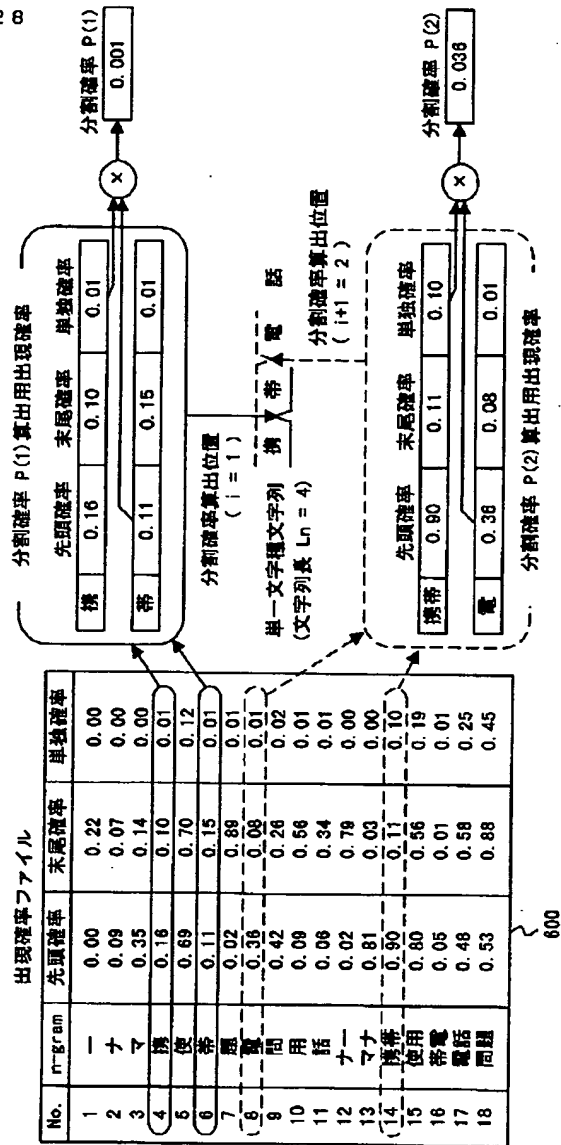 28
出現確率ファイル
No. n-gram 先頭確率 末尾確率 単独確率
1 ー 0.00 0.22 0.00
2 ナ 0.09 0.07 0.00
3 マ 0.35 0.14 0.00
4 携 0.16 0.10 0.01
5 使 0.69 0.70 0.12
6 帯 0.11 0.15 0.01
7 題 0.02 0.89 0.01
8 電 0.36 0.08 0.01
9 問 0.42 0.26 0.02
10 用 0.09 0.56 0.01
11 話 0.06 0.34 0.01
12 ナー 0.02 0.79 0.00
13 マナ 0.81 0.03 0.00
14 携帯 0.90 0.11 0.10
15 使用 0.80 0.56 0.19
16 帯電 0.05 0.01 0.01
17 電話 0.48 0.58 0.25
18 問題 0.53 0.88 0.45
600
分割確率 P(1) 算出用出現確率
先頭確率 末尾確率 単独確率
携 0.16 0.10 0.01
帯 0.11 0.15 0.01
×
分割確率 P(1)
0.001
分割確率算出位置
( i = 1 )
単一文字種文字列
(文字列長 Ln = 4)
携 帯 電 話
分割確率算出位置
( i+1 = 2 )
先頭確率 末尾確率 単独確率
携帯 0.90 0.11 0.10
電 0.36 0.08 0.01
分割確率 P(2) 算出用出現確率
×
分割確率 P(2)
0.036